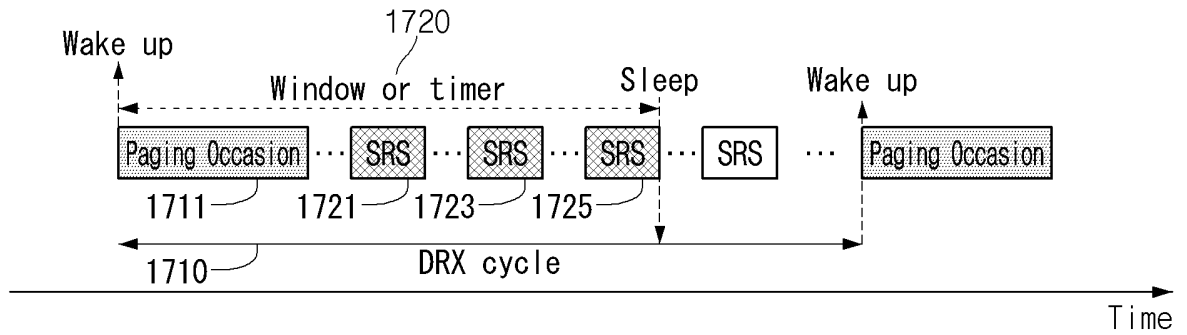 1720
Wake up
Window or timer
Sleep
Wake up
Paging Occasion
...
SRS
...
SRS
...
SRS
...
SRS
...
Paging Occasion
1711
1721
1723
1725
1710
DRX cycle
Time